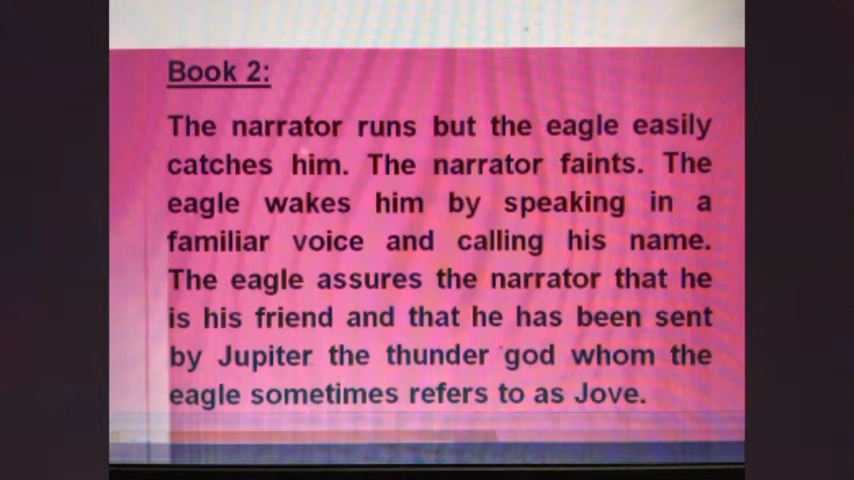 Book 2:
The narrator runs but the eagle easily
catches him. The narrator faints. The
eagle wakes him by speaking in a
familiar voice and calling his name.
The eagle assures the narrator that he
is his friend and that he has been sent
by Jupiter the thunder god whom the
eagle sometimes refers to as Jove.